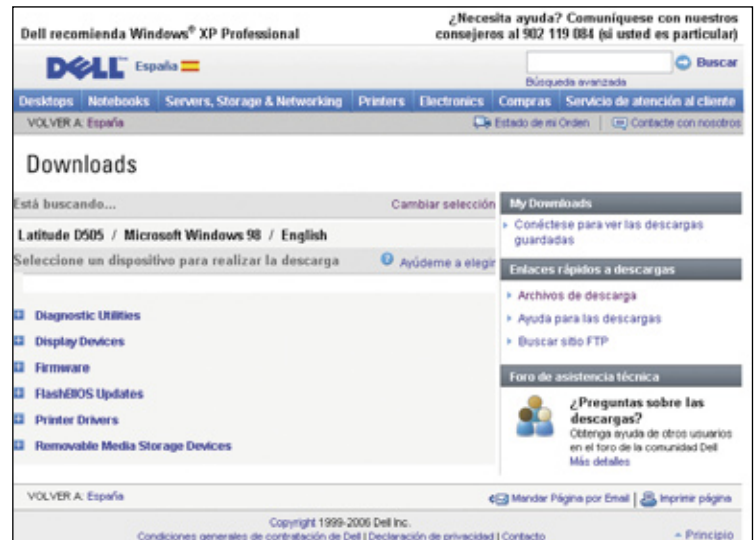 Dell recomienda Windows® XP Professional
¿Necesita ayuda? Comuníquese con nuestros
consejeros al 902 119 084 (si usted es particular)
DELL™ España
Buscar
Búsqueda avanzada
Desktops Notebooks Servers, Storage & Networking Printers Electronics Compras Servicio de atención al cliente
VOLVER A: España
Estado de mi Orden | Contacte con nosotros
Downloads
Está buscando...
Cambiar selección
Latitude D505 / Microsoft Windows 98 / English
Seleccione un dispositivo para realizar la descarga
Ayúdeme a elegir
Diagnostic Utilities
Display Devices
Firmware
FlashBIOS Updates
Printer Drivers
Removable Media Storage Devices
My Downloads
Conéctese para ver las descargas
guardadas
Enlaces rápidos a descargas
Archivos de descarga
Ayuda para las descargas
Buscar sitio FTP
Foro de asistencia técnica
¿Preguntas sobre las
descargas?
Obtenga ayuda de otros usuarios
en el foro de la comunidad Dell
Más detalles
VOLVER A: España
Mandar Página por Email | Imprimir página
Copyright 1999-2006 Dell Inc.
Condiciones generales de contratación de Dell | Declaración de privacidad | Contacto
Principio